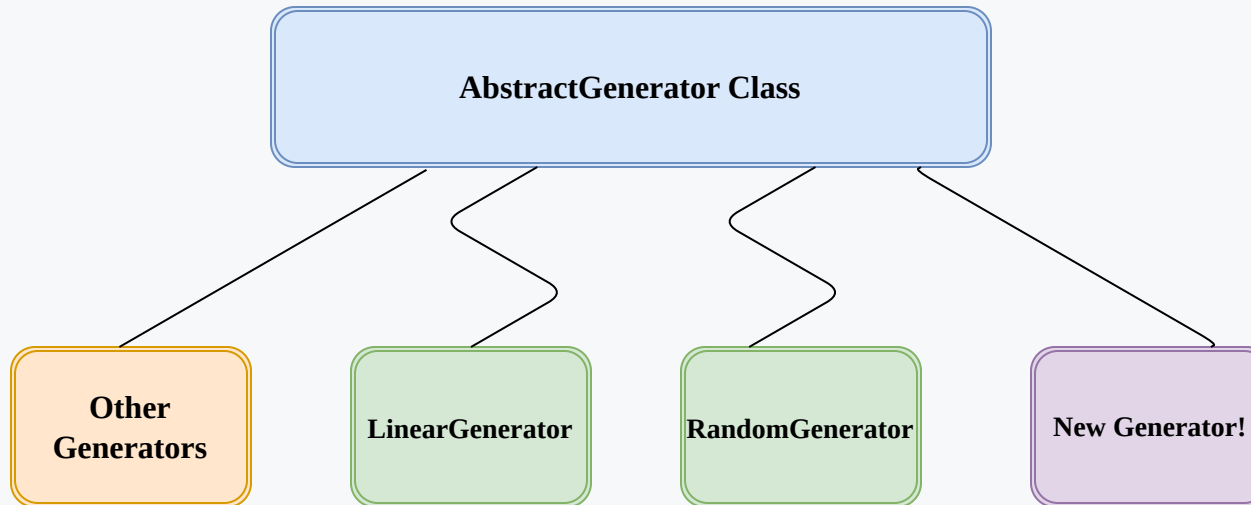 AbstractGenerator Class
Other
Generators
LinearGenerator
RandomGenerator
New Generator!